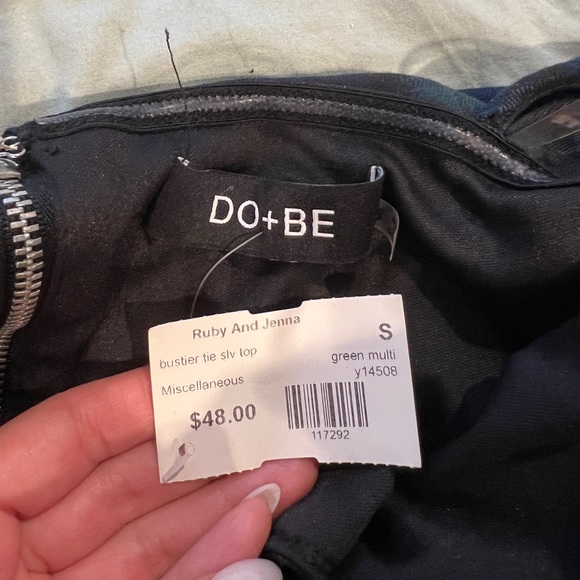 DO+BE
Ruby And Jenna
S
bustier tie slv top
green multi
Miscellaneous
y14508
$48.00
117292